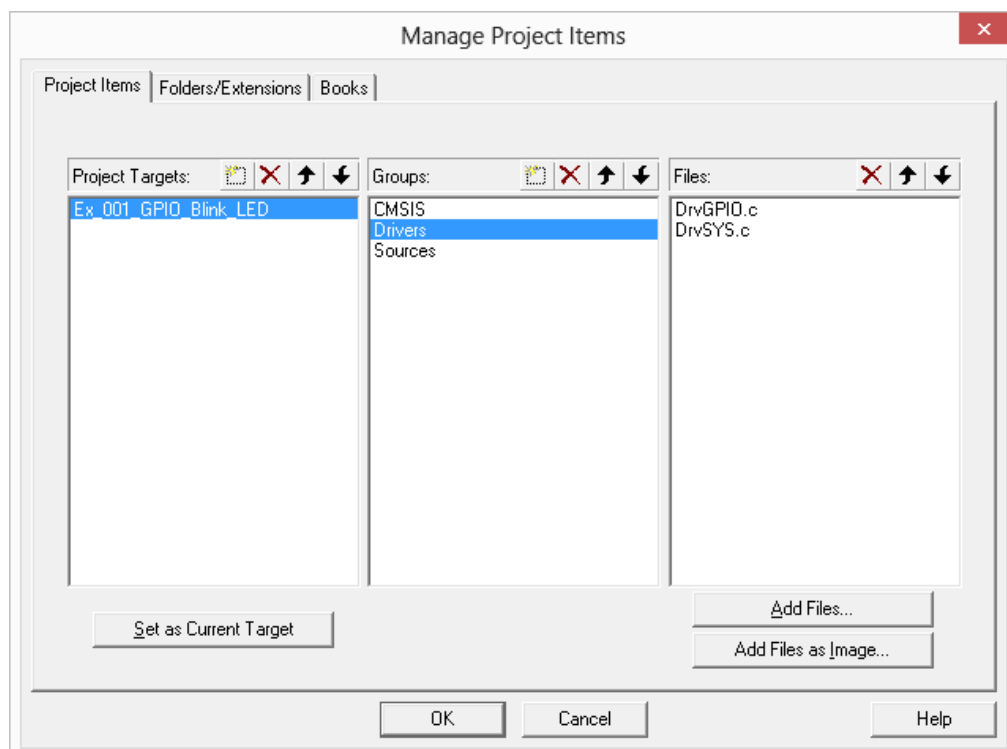 Manage Project Items
Project Items Folders/Extensions Books
Project Targets: Groups: Files:
Ex_001_GPIO_Blink_LED CMSIS DrvGPIO.c
Drivers DrvSYS.c
Sources
Add Files...
Set as Current Target
Add Files as Image...
OK Cancel Help